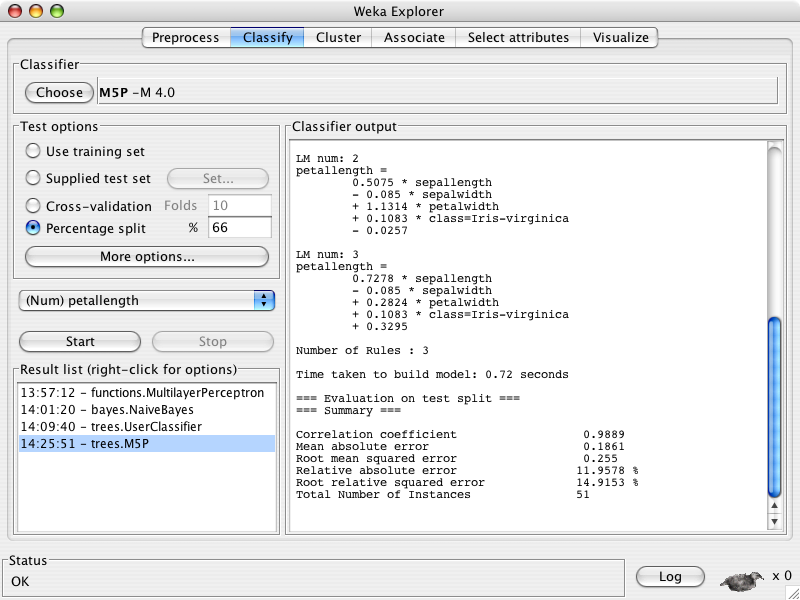 Weka Explorer
Preprocess Classify Cluster Associate Select attributes Visualize
Classifier
Choose M5P -M 4.0
Test options
Use training set
Supplied test set Set...
Cross-validation Folds 10
Percentage split % 66
More options...
(Num) petallength
Start Stop
Result list (right-click for options)
13:57:12 - functions.MultilayerPerceptron
14:01:20 - bayes.NaiveBayes
14:09:40 - trees.UserClassifier
14:25:51 - trees.M5P
Classifier output
LM num: 2
petallength =
0.5075 * sepallength
- 0.085 * sepalwidth
+ 1.1314 * petalwidth
+ 0.1083 * class=Iris-virginica
- 0.0257
LM num: 3
petallength =
0.7278 * sepallength
- 0.085 * sepalwidth
+ 0.2824 * petalwidth
+ 0.1083 * class=Iris-virginica
+ 0.3295
Number of Rules : 3
Time taken to build model: 0.72 seconds
=== Evaluation on test split ===
=== Summary ===
Correlation coefficient 0.9889
Mean absolute error 0.1861
Root mean squared error 0.255
Relative absolute error 11.9578 %
Root relative squared error 14.9153 %
Total Number of Instances 51
Status
OK
Log x 0